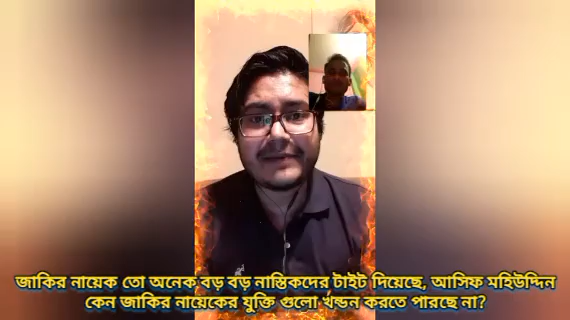 জাকির নায়েক তো অনেক বড় বড় নাস্তিকদের টাইট দিয়েছে, আসিফ মহিউদ্দিন
কেন জাকির নায়েকের যুক্তি গুলো খন্ডন করতে পারছে না?